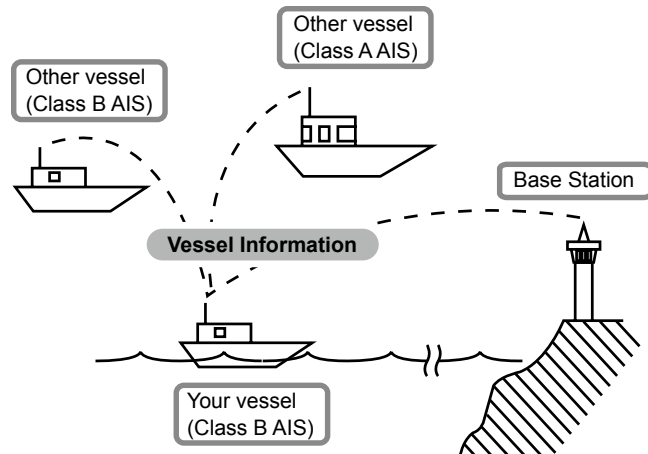 Other vessel
(Class A AIS)
Other vessel
(Class B AIS)
Base Station
Vessel Information
Your vessel
(Class B AIS)